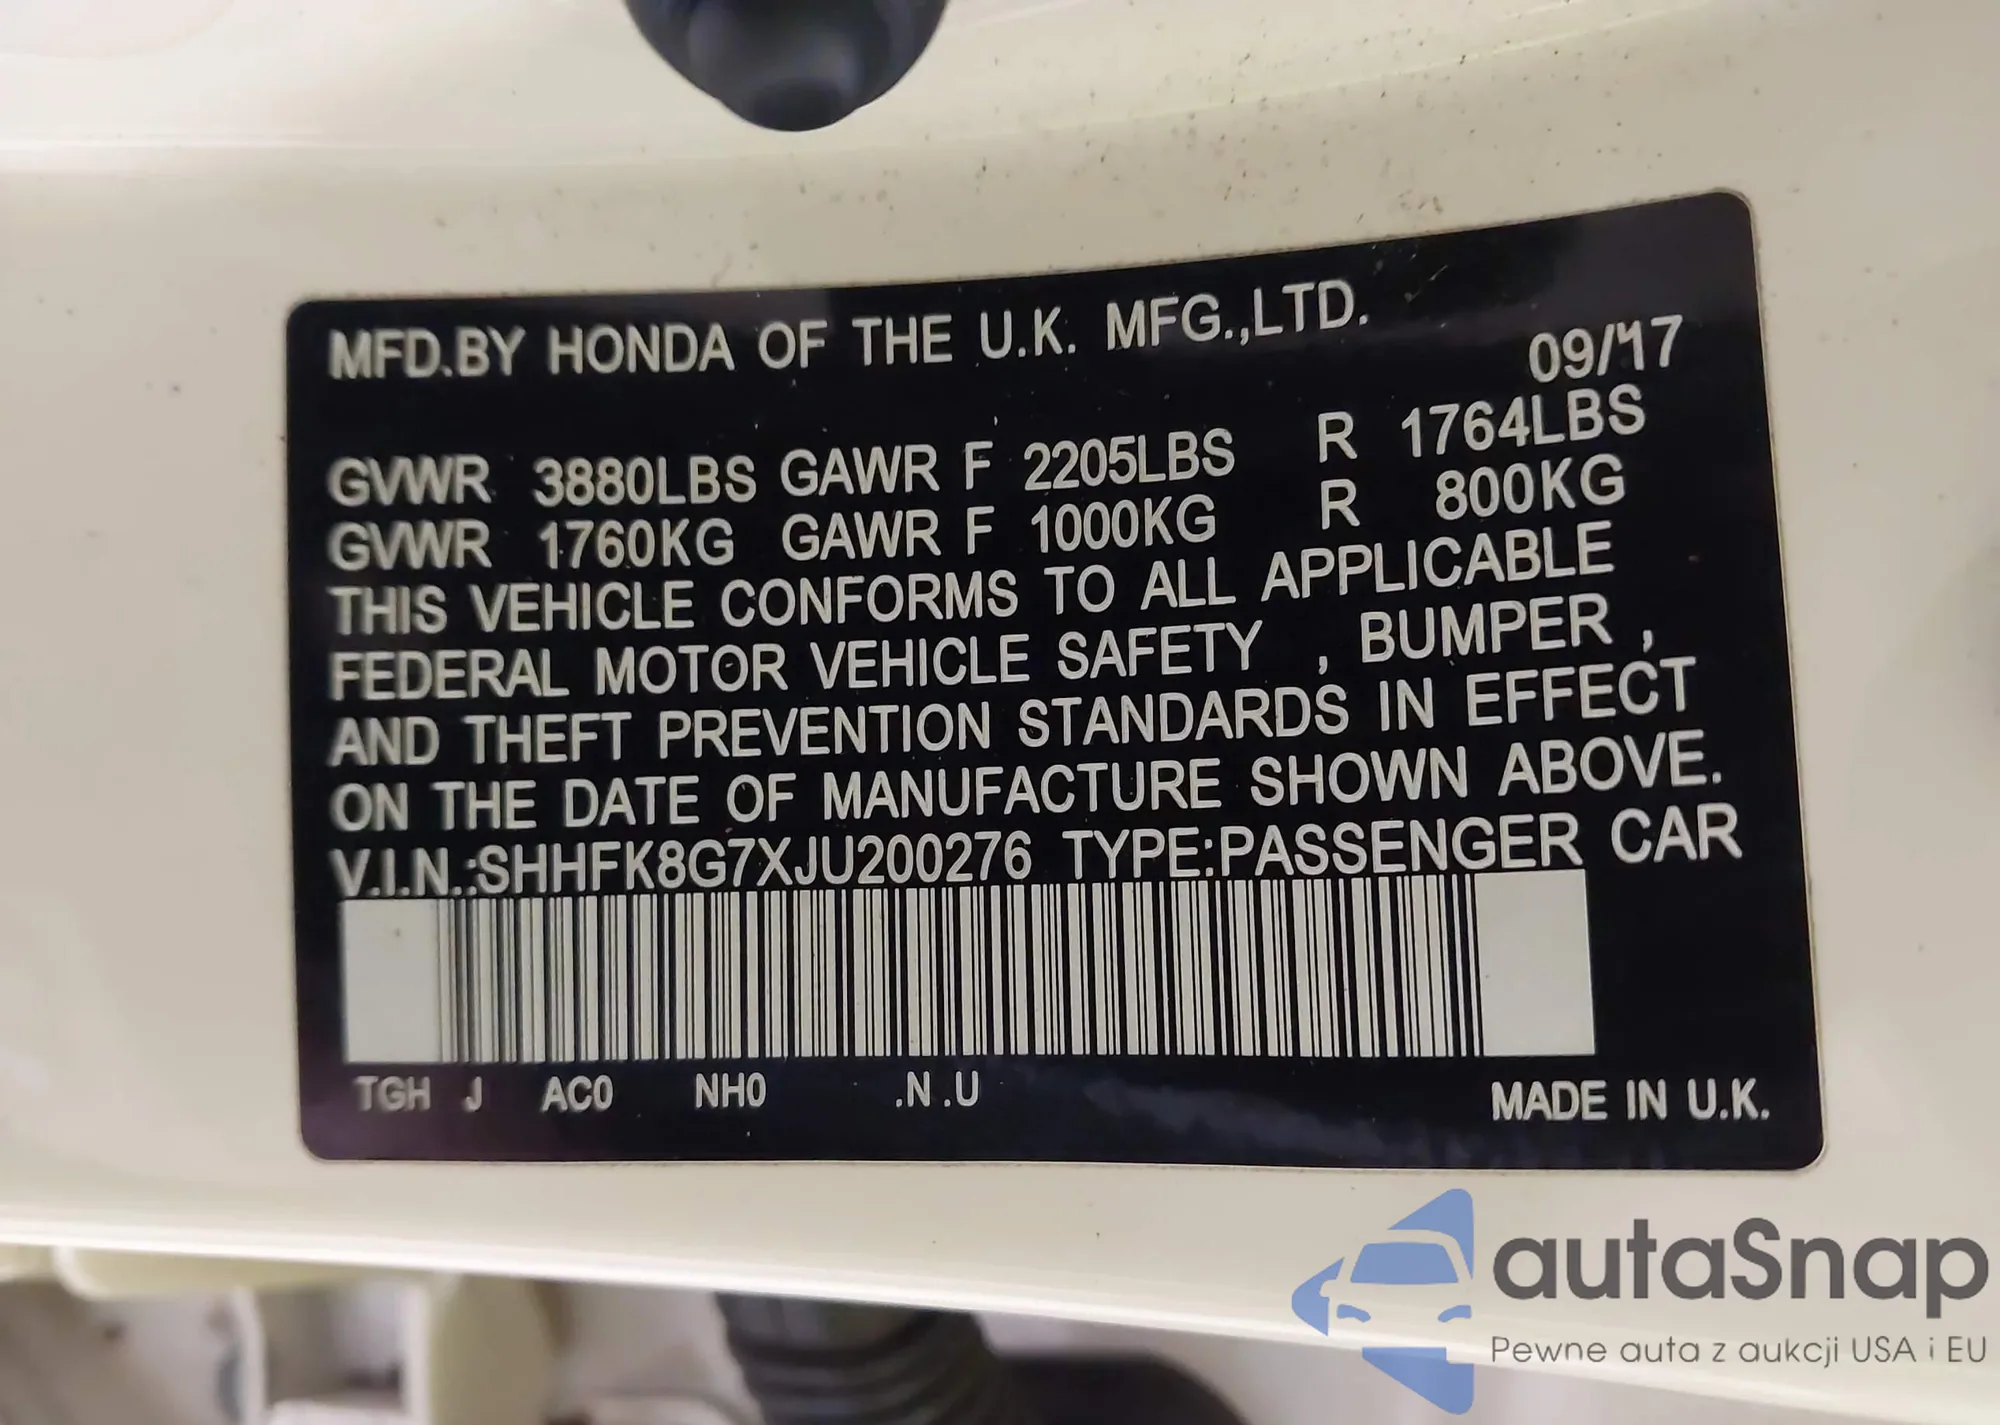 MFD.BY HONDA OF THE U.K. MFG.,LTD.
09/'17
GVWR 3880LBS GAWR F 2205LBS R 1764LBS
GVWR 1760KG GAWR F 1000KG R 800KG
THIS VEHICLE CONFORMS TO ALL APPLICABLE
FEDERAL MOTOR VEHICLE SAFETY , BUMPER ,
AND THEFT PREVENTION STANDARDS IN EFFECT
ON THE DATE OF MANUFACTURE SHOWN ABOVE.
V.I.N.:SHHFK8G7XJU200276 TYPE:PASSENGER CAR
TGH J AC0 NH0 .N .U MADE IN U.K.
autaSnap
Pewne auta z aukcji USA i EU